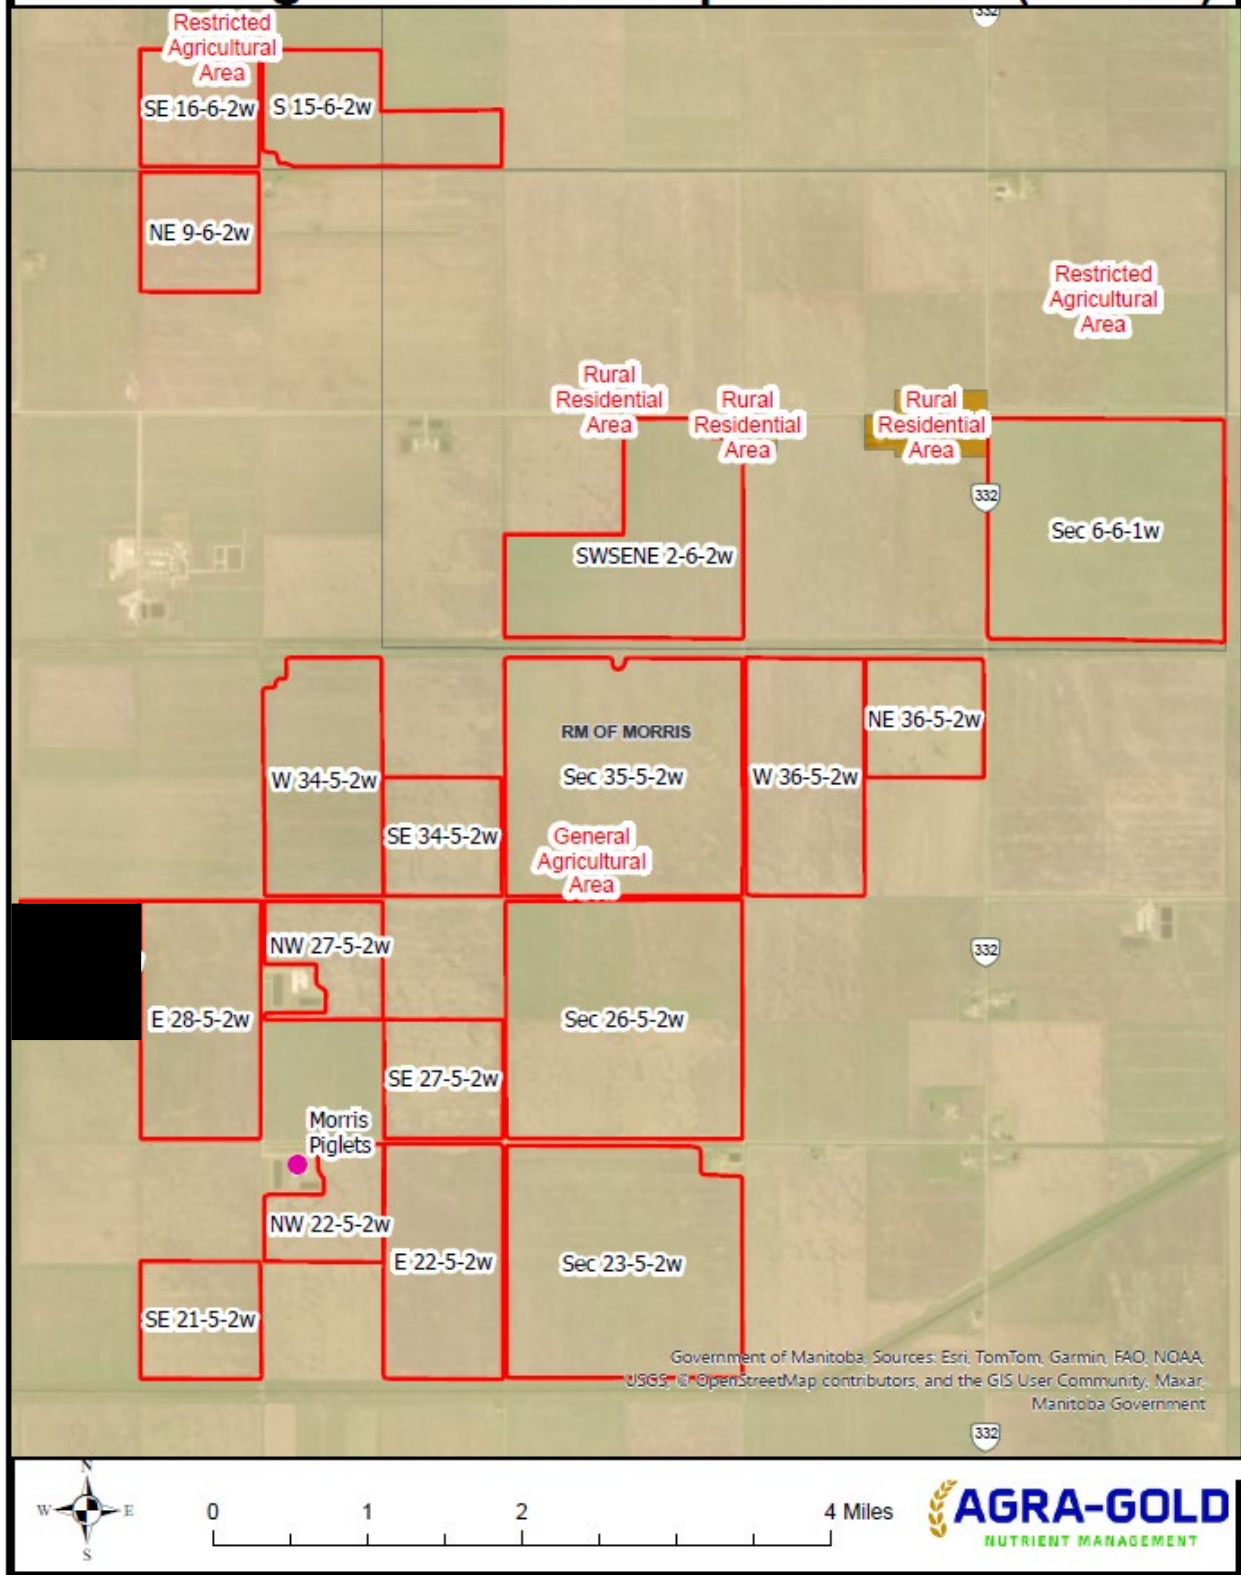 332
Restricted
Agricultural
Area
SE 16-6-2w
S 15-6-2w
NE 9-6-2w
Restricted
Agricultural
Area
Rural
Residential
Area
Rural
Residential
Area
Rural
Residential
Area
332
Sec 6-6-1w
SWSENE 2-6-2w
NE 36-5-2w
RM OF MORRIS
W 34-5-2w
Sec 35-5-2w
W 36-5-2w
SE 34-5-2w
General
Agricultural
Area
NW 27-5-2w
332
E 28-5-2w
Sec 26-5-2w
SE 27-5-2w
Morris
Piglets
NW 22-5-2w
E 22-5-2w
Sec 23-5-2w
SE 21-5-2w
Government of Manitoba, Sources: Esri, TomTom, Garmin, FAO, NOAA,
USGS, © OpenStreetMap contributors, and the GIS User Community, Maxar,
Manitoba Government
332
N
W E
S
0 1 2 4 Miles
AGRA-GOLD
NUTRIENT MANAGEMENT